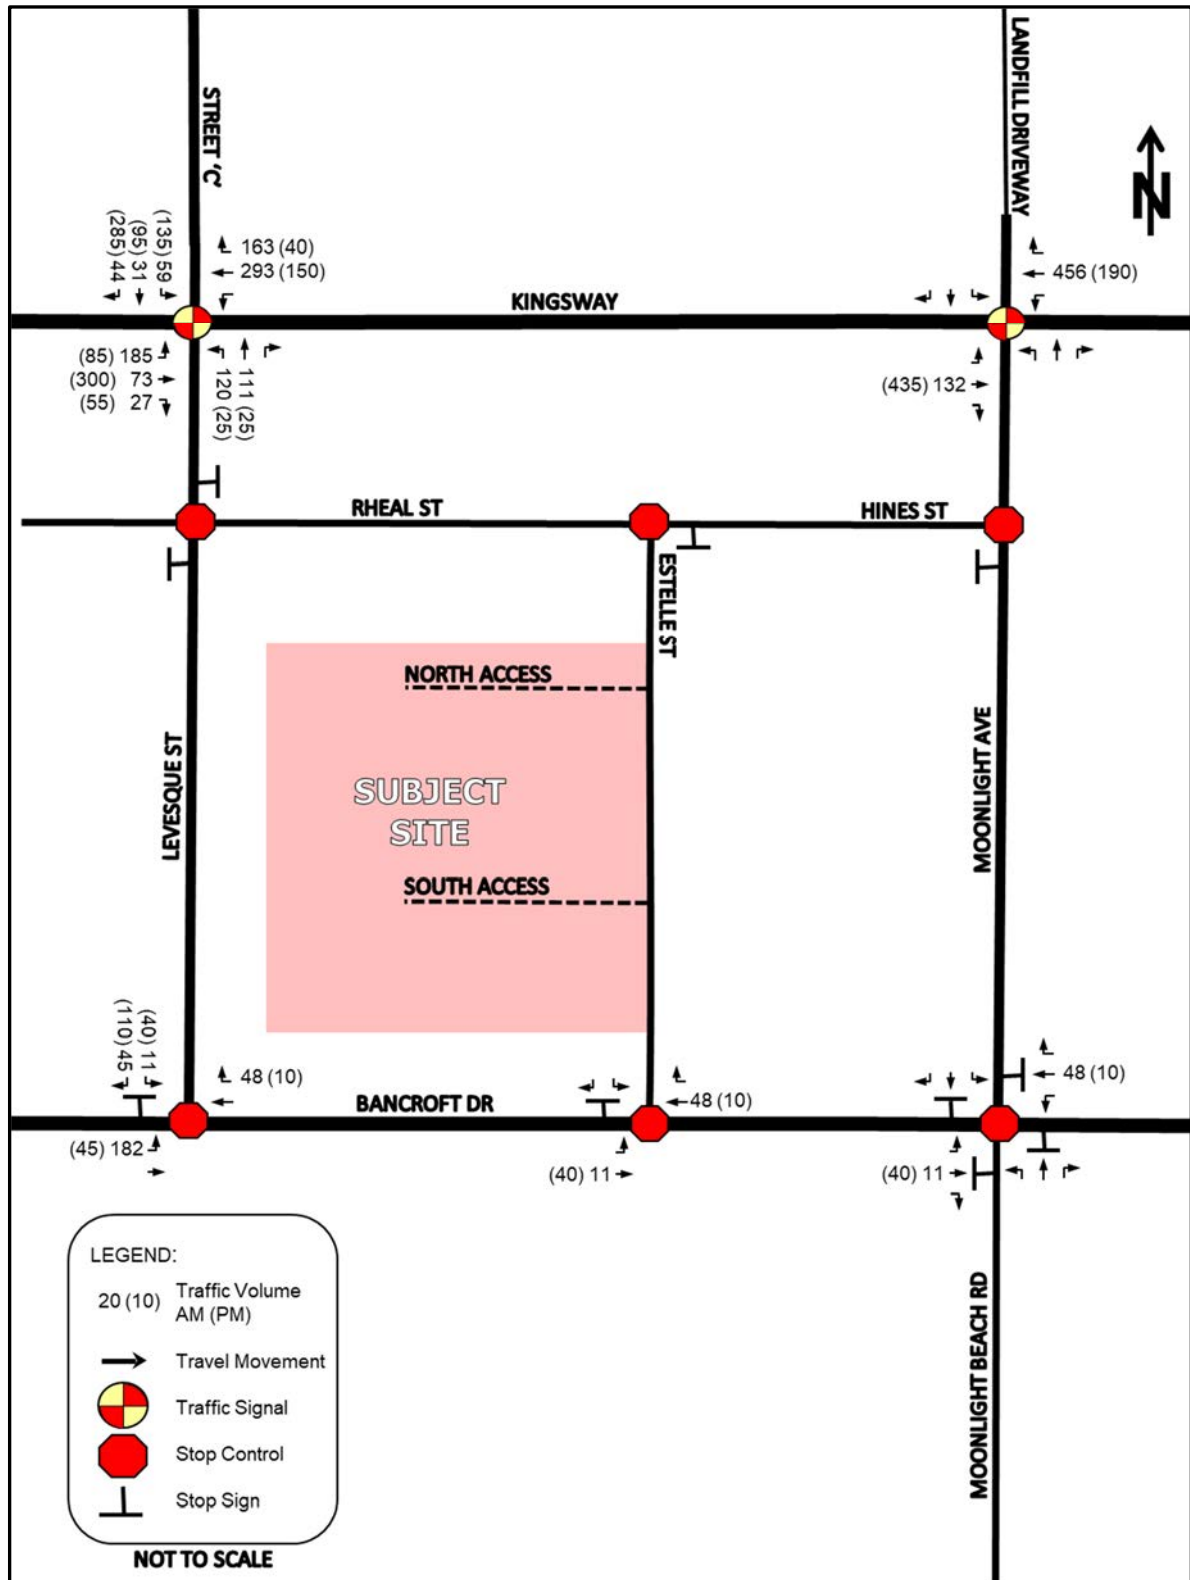 STREET 'C'
LANDFILL DRIVEWAY
N
(285) 44
(95) 31
(135) 59
163 (40)
293 (150)
456 (190)
KINGSWAY
(85) 185
(300) 73
(55) 27
120 (25)
111 (25)
(435) 132
RHEAL ST
HINES ST
ESTELLE ST
NORTH ACCESS
LEVESQUE ST
MOONLIGHT AVE
SUBJECT
SITE
SOUTH ACCESS
(110) 45
(40) 11
48 (10)
BANCROFT DR
48 (10)
48 (10)
(45) 182
(40) 11
(40) 11
LEGEND:
20 (10) Traffic Volume
AM (PM)
Travel Movement
Traffic Signal
Stop Control
Stop Sign
MOONLIGHT BEACH RD
NOT TO SCALE